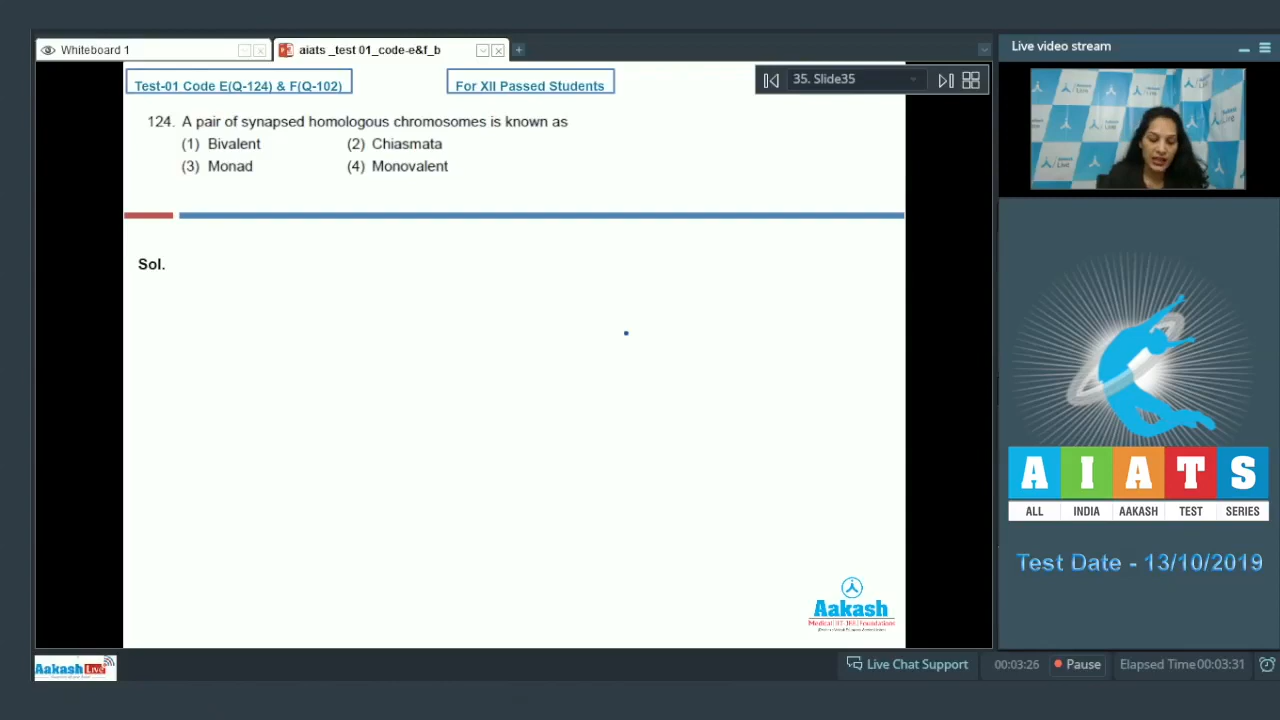 Whiteboard 1
aiats _test 01_code-e&f_b
Live video stream
Test-01 Code E(Q-124) & F(Q-102)
For XII Passed Students
35. Slide35
124. A pair of synapsed homologous chromosomes is known as
(1) Bivalent (2) Chiasmata
(3) Monad (4) Monovalent
Sol.
A I A T S
ALL INDIA AAKASH TEST SERIES
Test Date - 13/10/2019
Aakash
Medical|IIT-JEE|Foundations
Aakash Live
Live Chat Support
00:03:26
Pause
Elapsed Time 00:03:31